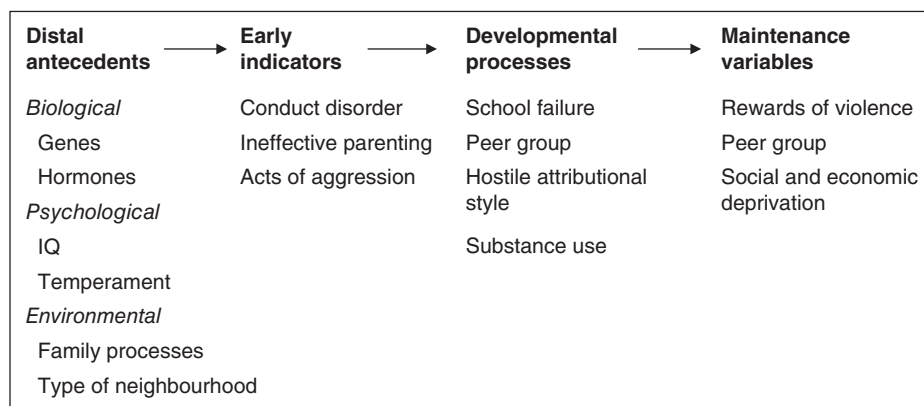 Distal antecedents
Biological
Genes
Hormones
Psychological
IQ
Temperament
Environmental
Family processes
Type of neighbourhood
Early indicators
Conduct disorder
Ineffective parenting
Acts of aggression
Developmental processes
School failure
Peer group
Hostile attributional
style
Substance use
Maintenance variables
Rewards of violence
Peer group
Social and economic
deprivation